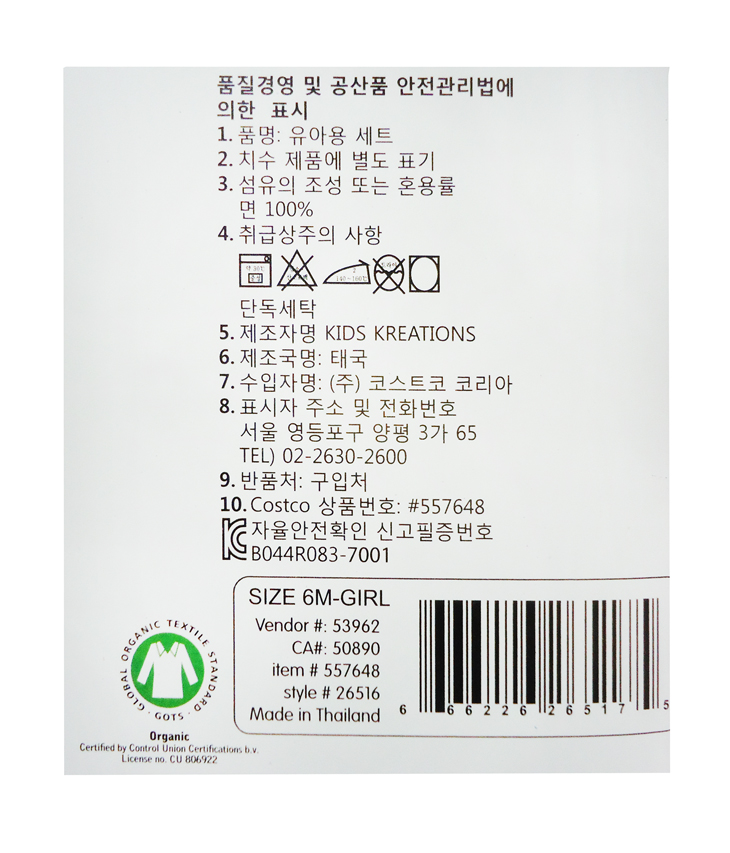 품질경영 및 공산품 안전관리법에
의한 표시
1. 품명: 유아용 세트
2. 치수 제품에 별도 표기
3. 섬유의 조성 또는 혼용률
면 100%
4. 취급상주의 사항
단독세탁
5. 제조자명 KIDS KREATIONS
6. 제조국명: 태국
7. 수입자명: (주) 코스트코 코리아
8. 표시자 주소 및 전화번호
서울 영등포구 양평 3가 65
TEL) 02-2630-2600
9. 반품처: 구입처
10. Costco 상품번호: #557648
자율안전확인 신고필증번호
B044R083-7001
SIZE 6M-GIRL
Vendor #: 53962
CA#: 50890
item # 557648
style # 26516
Made in Thailand
6 66226 26517 5
GLOBAL ORGANIC TEXTILE STANDARD · GOTS ·
Organic
Certified by Control Union Certifications b.v.
License no. CU 806922